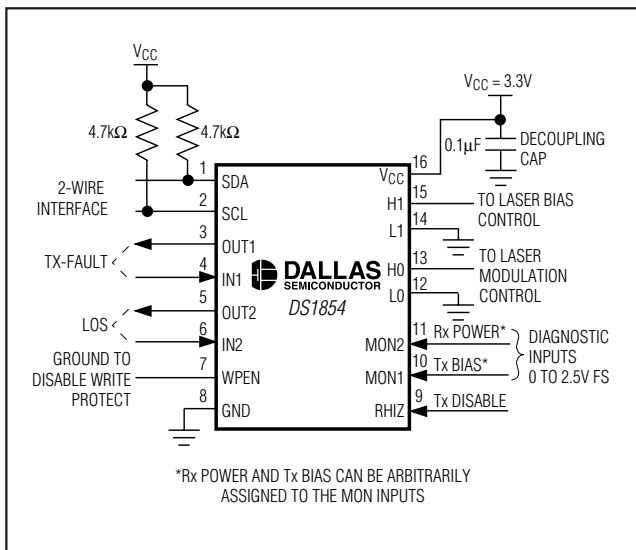 VCC
4.7kΩ
4.7kΩ
VCC = 3.3V
0.1µF
DECOUPLING
CAP
2-WIRE
INTERFACE
1
SDA
2
SCL
TX-FAULT
3
OUT1
4
IN1
LOS
5
OUT2
6
IN2
GROUND TO
DISABLE WRITE
PROTECT
7
WPEN
8
GND
DALLAS
SEMICONDUCTOR
DS1854
16
VCC
15
H1
TO LASER BIAS
CONTROL
14
L1
13
H0
TO LASER
MODULATION
CONTROL
12
L0
11
MON2
Rx POWER*
10
MON1
Tx BIAS*
DIAGNOSTIC
INPUTS
0 TO 2.5V FS
9
RHIZ
Tx DISABLE
*Rx POWER AND Tx BIAS CAN BE ARBITRARILY
ASSIGNED TO THE MON INPUTS